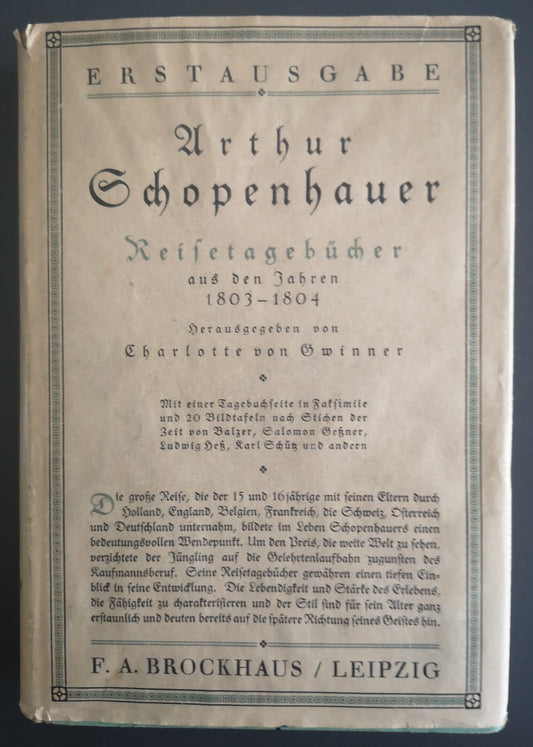 ERSTAUSGABE
Arthur
Schopenhauer
Reisetagebücher
aus den Jahren
1803–1804
Herausgegeben von
Charlotte von Gwinner
Mit einer Tagebuchseite in Faksimile
und 20 Bildtafeln nach Stichen der
Zeit von Balzer, Salomon Geßner,
Ludwig Heß, Karl Schütz und andern
Die große Reise, die der 15 und 16jährige mit seinen Eltern durch
Holland, England, Belgien, Frankreich, die Schweiz, Österreich
und Deutschland unternahm, bildete im Leben Schopenhauers einen
bedeutungsvollen Wendepunkt. Um den Preis, die weite Welt zu sehen,
verzichtete der Jüngling auf die Gelehrtenlaufbahn zugunsten des
Kaufmannsberuf. Seine Reisetagebücher gewähren einen tiefen Ein-
blick in seine Entwicklung. Die Lebendigkeit und Stärke des Erlebens,
die Fähigkeit zu charakterisieren und der Stil sind für sein Alter ganz
erstaunlich und deuten bereits auf die spätere Richtung seines Geistes hin.
F. A. BROCKHAUS / LEIPZIG